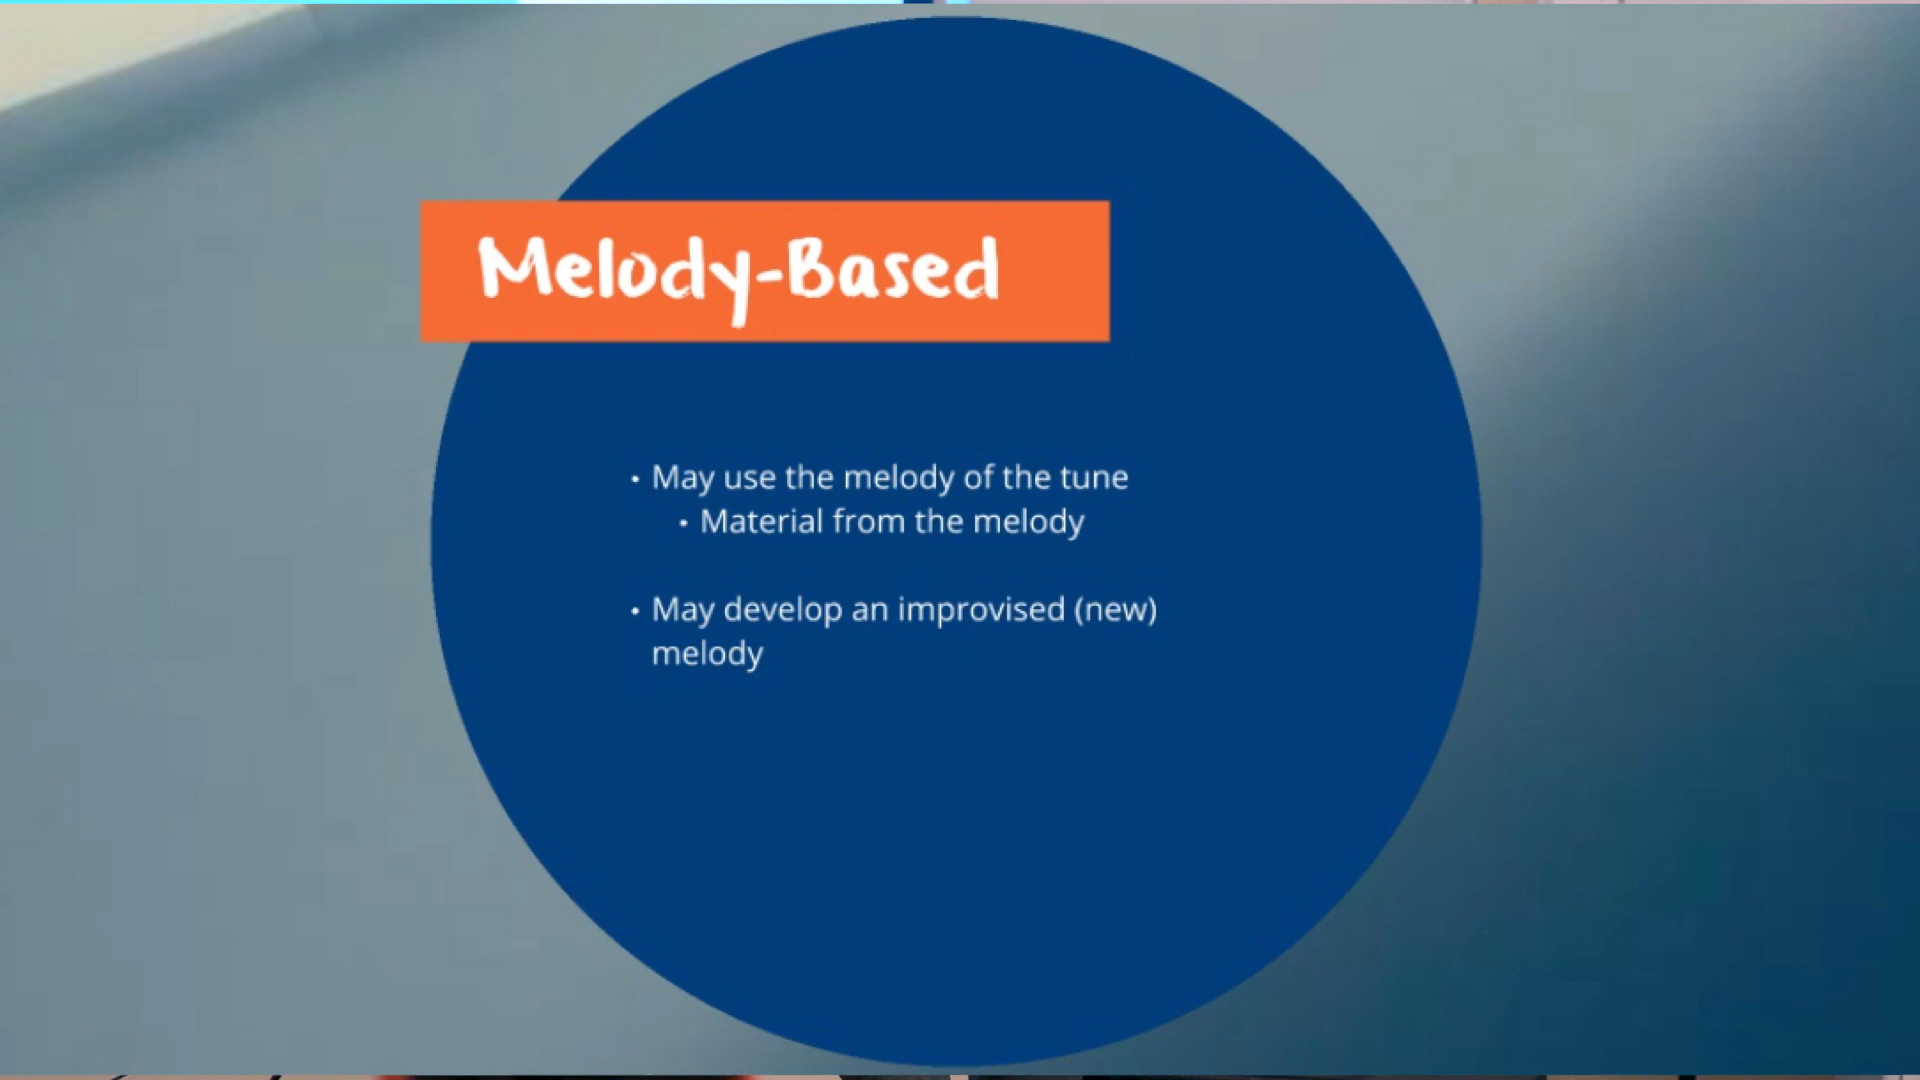 Melody-Based
• May use the melody of the tune
• Material from the melody
• May develop an improvised (new)
melody